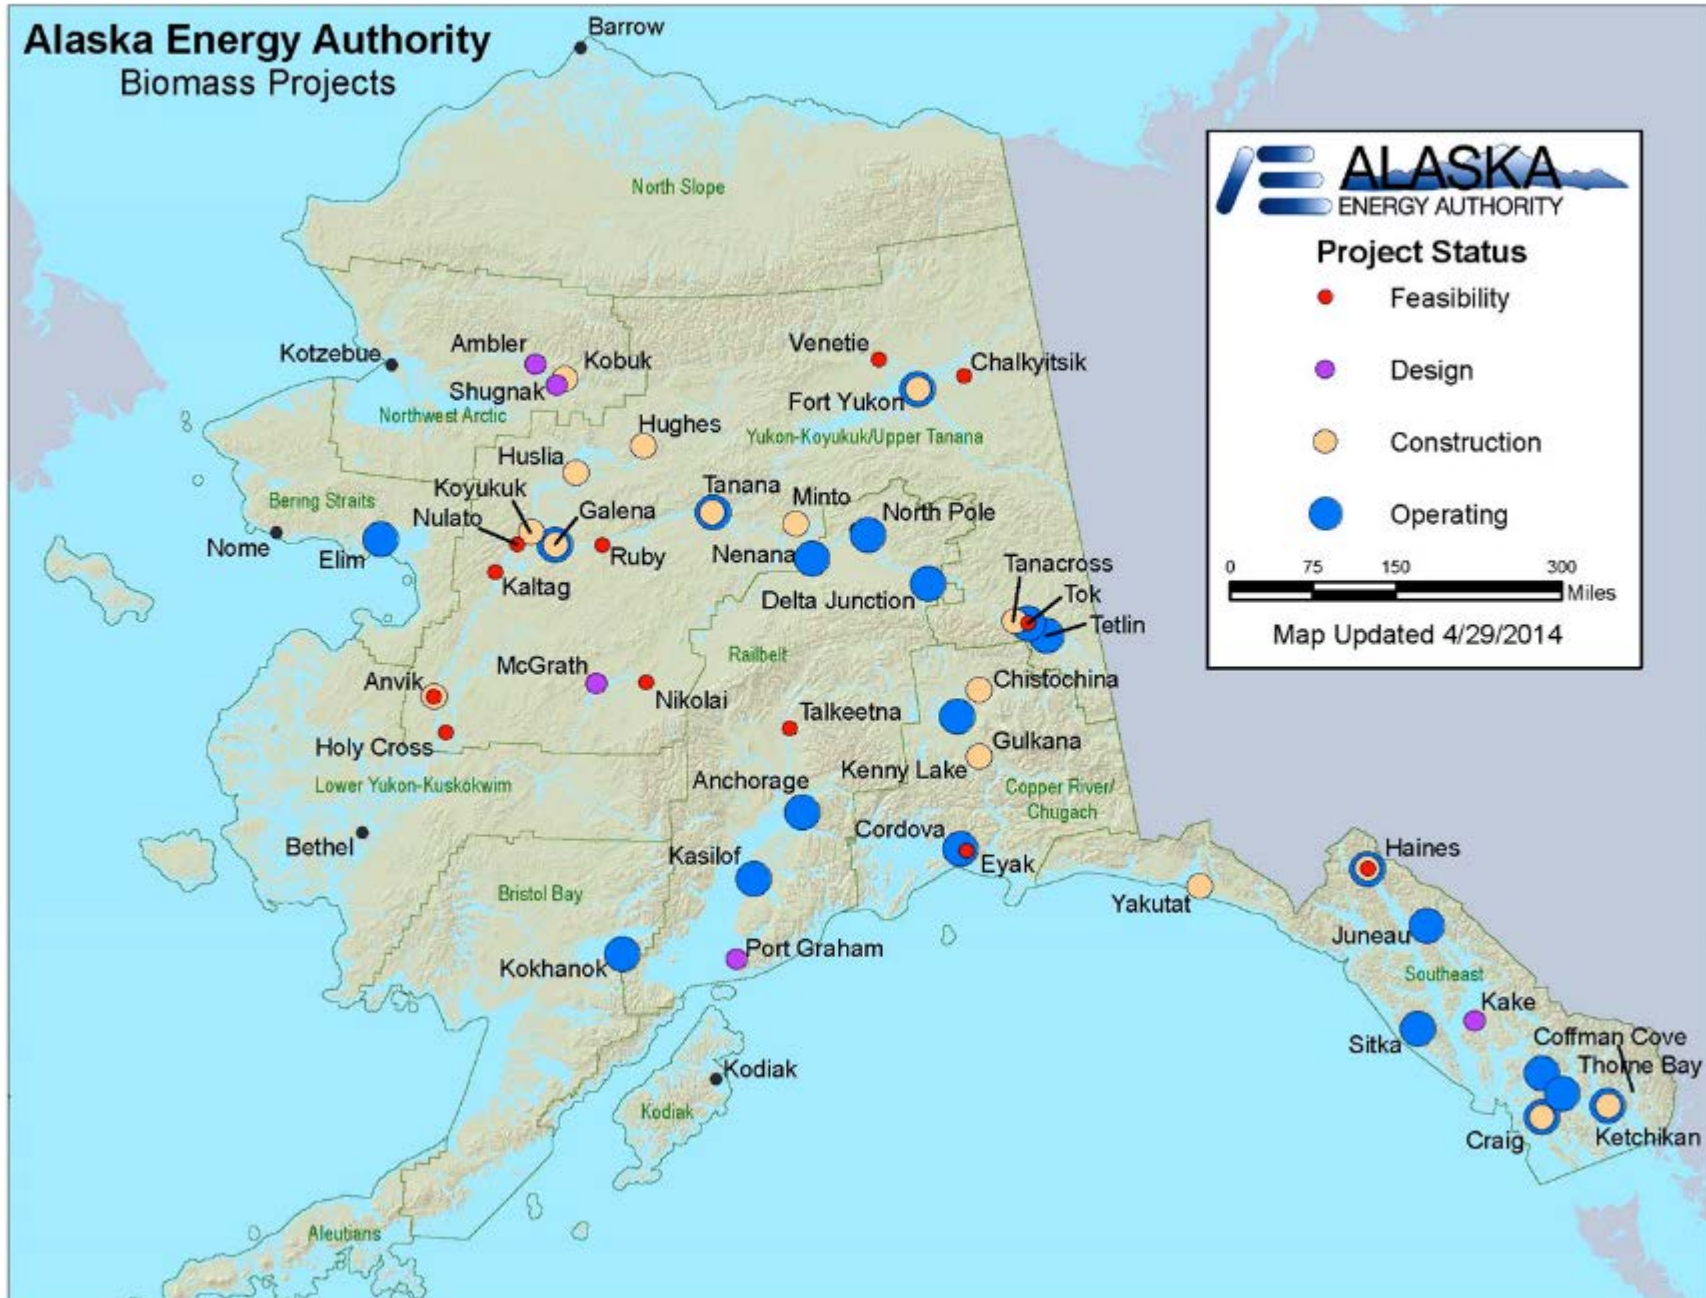 Alaska Energy Authority
Biomass Projects
Barrow
North Slope
ALASKA
ENERGY AUTHORITY
Project Status
Feasibility
Design
Construction
Operating
0 75 150 300
Miles
Map Updated 4/29/2014
Kotzebue
Ambler
Kobuk
Shugnak
Northwest Arctic
Venetie
Chalkyitsik
Fort Yukon
Yukon-Koyukuk/Upper Tanana
Hughes
Huslia
Koyukuk
Bering Straits
Nulato
Galena
Tanana
Minto
North Pole
Nome
Elim
Ruby
Nenana
Kaltag
Delta Junction
Tanacross
Tok
Tetlin
McGrath
Railbelt
Anvik
Nikolai
Chistochina
Holy Cross
Talkeetna
Gulkana
Kenny Lake
Lower Yukon-Kuskokwim
Anchorage
Copper River/
Chugach
Bethel
Cordova
Eyak
Kasilof
Bristol Bay
Yakutat
Haines
Juneau
Port Graham
Kokhanok
Southeast
Kake
Sitka
Coffman Cove
Thorne Bay
Kodiak
Kodiak
Craig
Ketchikan
Aleutians